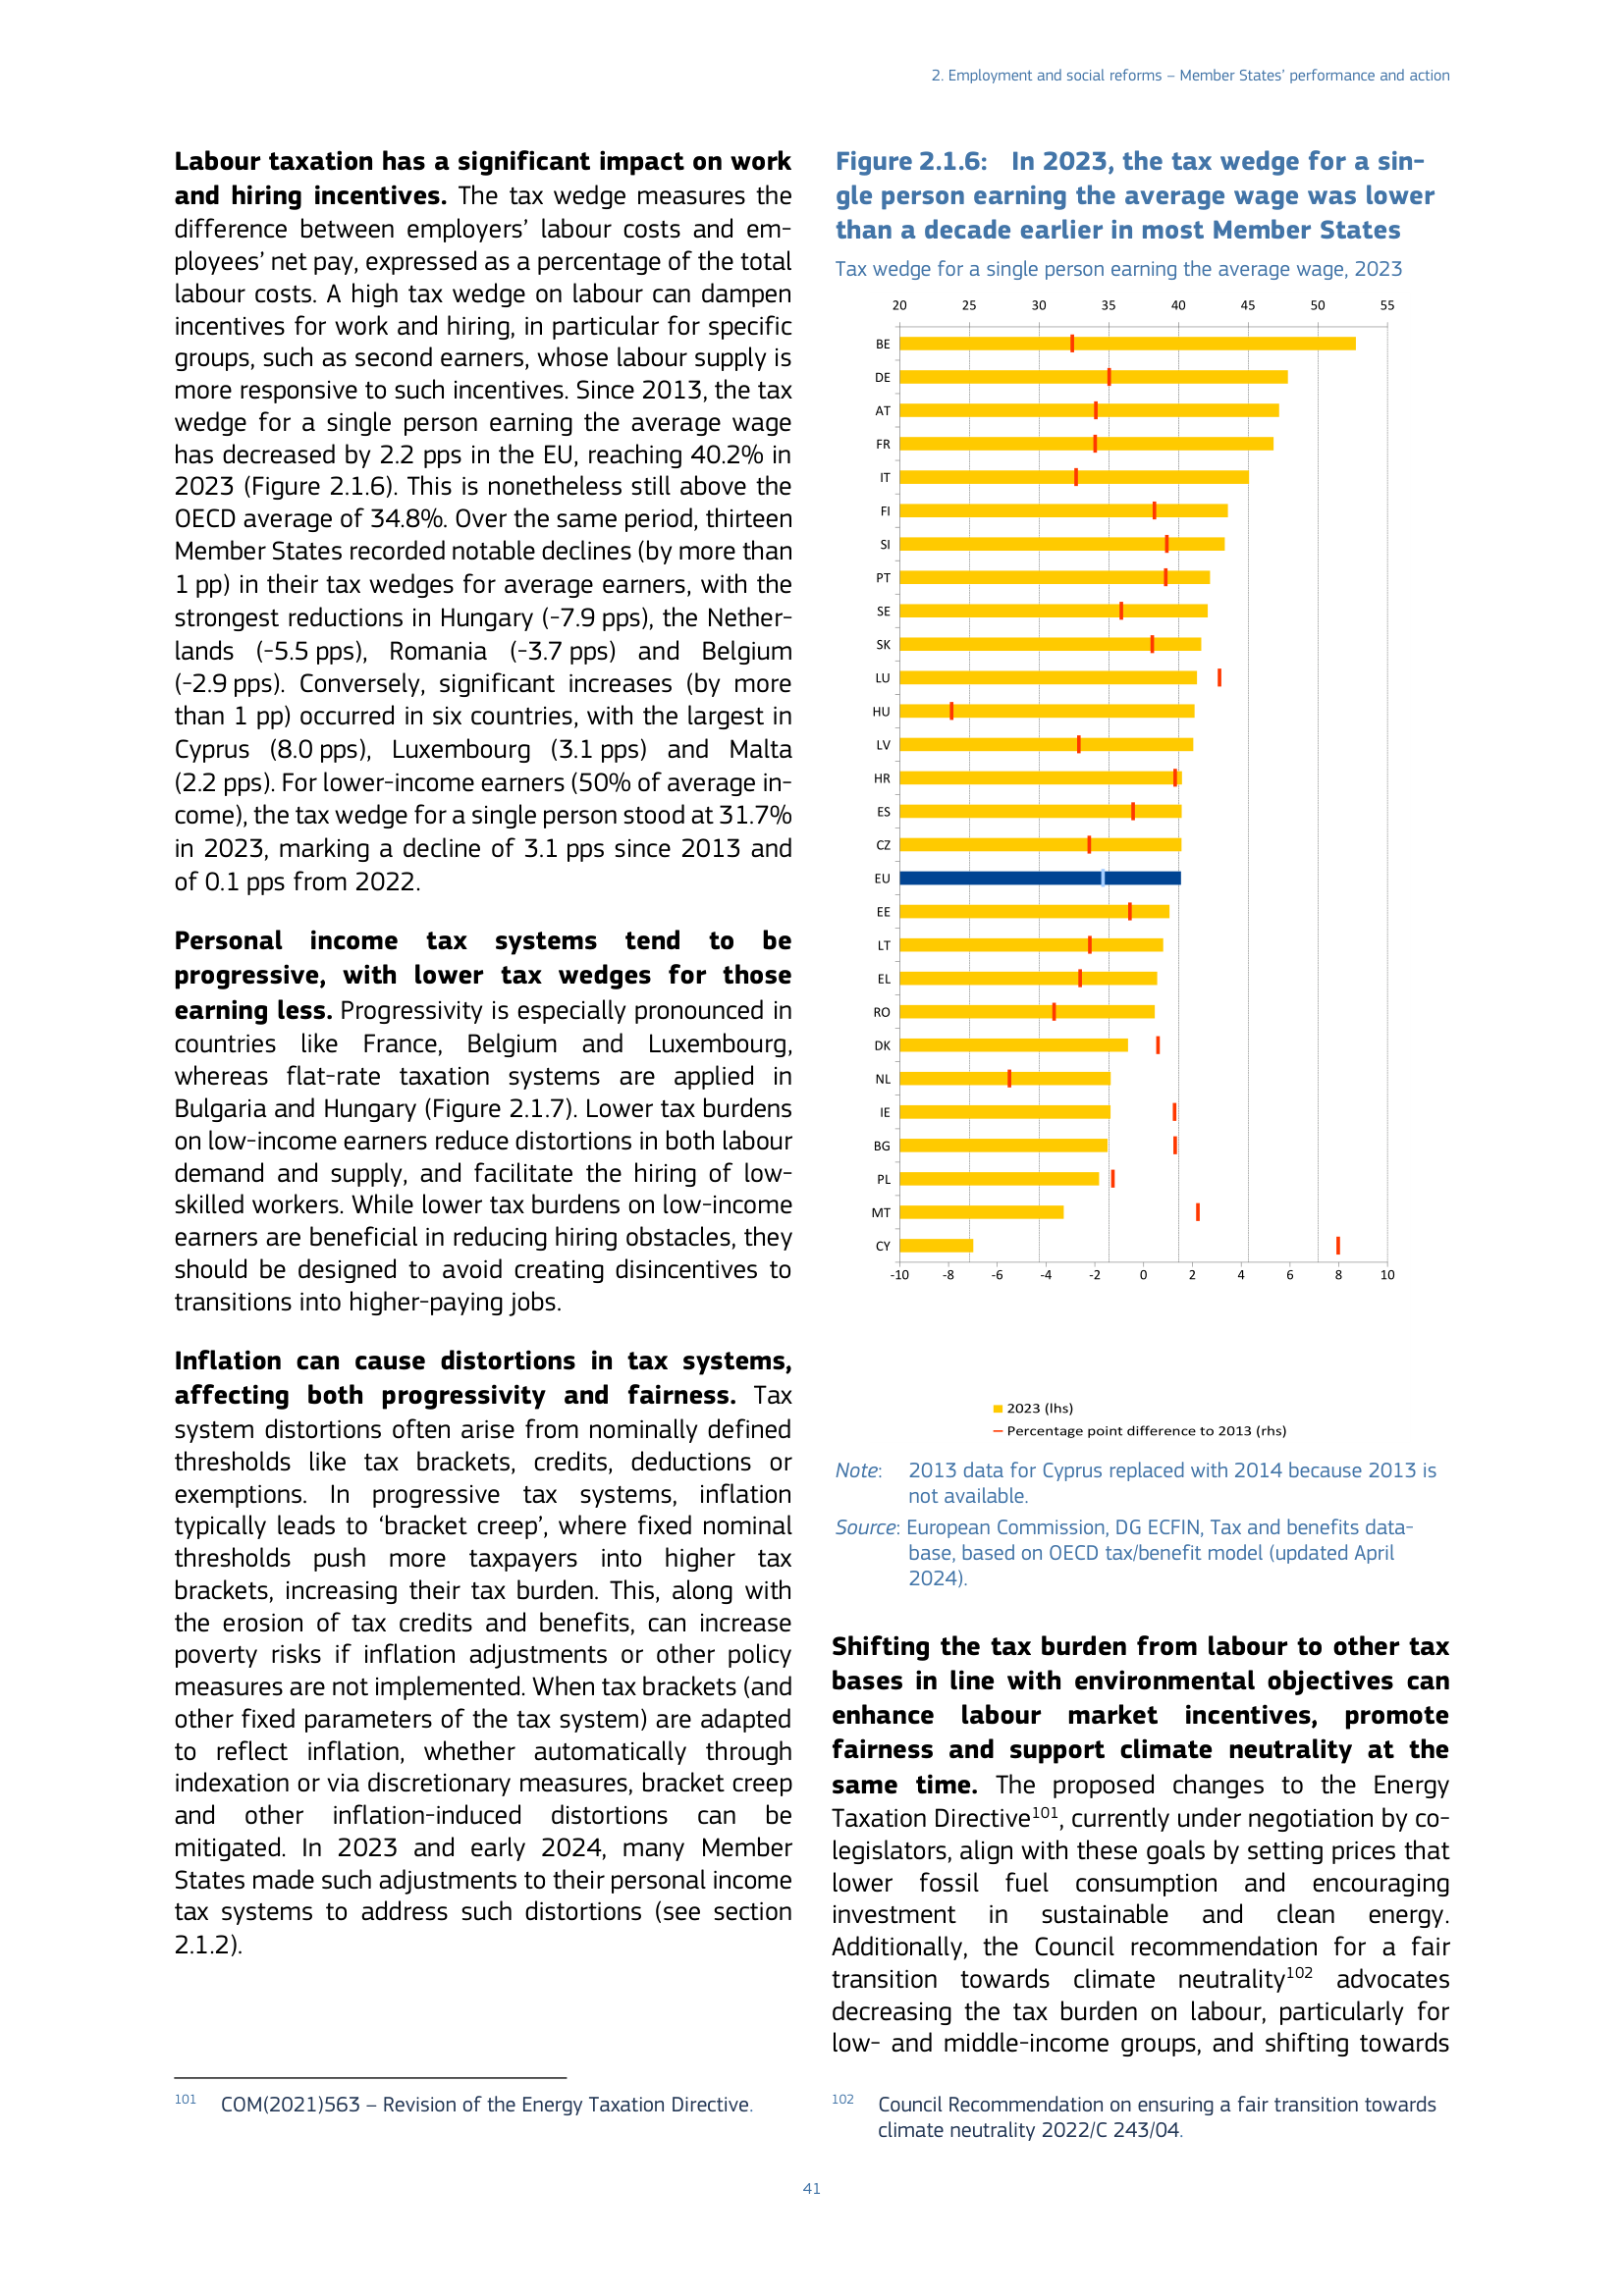 2. Employment and social reforms – Member States’ performance and action
Labour taxation has a significant impact on work
and hiring incentives. The tax wedge measures the
difference between employers’ labour costs and em-
ployees’ net pay, expressed as a percentage of the total
labour costs. A high tax wedge on labour can dampen
incentives for work and hiring, in particular for specific
groups, such as second earners, whose labour supply is
more responsive to such incentives. Since 2013, the tax
wedge for a single person earning the average wage
has decreased by 2.2 pps in the EU, reaching 40.2% in
2023 (Figure 2.1.6). This is nonetheless still above the
OECD average of 34.8%. Over the same period, thirteen
Member States recorded notable declines (by more than
1 pp) in their tax wedges for average earners, with the
strongest reductions in Hungary (-7.9 pps), the Nether-
lands (-5.5 pps), Romania (-3.7 pps) and Belgium
(-2.9 pps). Conversely, significant increases (by more
than 1 pp) occurred in six countries, with the largest in
Cyprus (8.0 pps), Luxembourg (3.1 pps) and Malta
(2.2 pps). For lower-income earners (50% of average in-
come), the tax wedge for a single person stood at 31.7%
in 2023, marking a decline of 3.1 pps since 2013 and
of 0.1 pps from 2022.
Personal income tax systems tend to be
progressive, with lower tax wedges for those
earning less. Progressivity is especially pronounced in
countries like France, Belgium and Luxembourg,
whereas flat-rate taxation systems are applied in
Bulgaria and Hungary (Figure 2.1.7). Lower tax burdens
on low-income earners reduce distortions in both labour
demand and supply, and facilitate the hiring of low-
skilled workers. While lower tax burdens on low-income
earners are beneficial in reducing hiring obstacles, they
should be designed to avoid creating disincentives to
transitions into higher-paying jobs.
Inflation can cause distortions in tax systems,
affecting both progressivity and fairness. Tax
system distortions often arise from nominally defined
thresholds like tax brackets, credits, deductions or
exemptions. In progressive tax systems, inflation
typically leads to ‘bracket creep’, where fixed nominal
thresholds push more taxpayers into higher tax
brackets, increasing their tax burden. This, along with
the erosion of tax credits and benefits, can increase
poverty risks if inflation adjustments or other policy
measures are not implemented. When tax brackets (and
other fixed parameters of the tax system) are adapted
to reflect inflation, whether automatically through
indexation or via discretionary measures, bracket creep
and other inflation-induced distortions can be
mitigated. In 2023 and early 2024, many Member
States made such adjustments to their personal income
tax systems to address such distortions (see section
2.1.2).
Figure 2.1.6: In 2023, the tax wedge for a sin-
gle person earning the average wage was lower
than a decade earlier in most Member States
Tax wedge for a single person earning the average wage, 2023
20 25 30 35 40 45 50 55
BE
DE
AT
FR
IT
FI
SI
PT
SE
SK
LU
HU
LV
HR
ES
CZ
EU
EE
LT
EL
RO
DK
NL
IE
BG
PL
MT
CY
-10 -8 -6 -4 -2 0 2 4 6 8 10
2023 (lhs)
Percentage point difference to 2013 (rhs)
Note: 2013 data for Cyprus replaced with 2014 because 2013 is
not available.
Source: European Commission, DG ECFIN, Tax and benefits data-
base, based on OECD tax/benefit model (updated April
2024).
Shifting the tax burden from labour to other tax
bases in line with environmental objectives can
enhance labour market incentives, promote
fairness and support climate neutrality at the
same time. The proposed changes to the Energy
Taxation Directive101, currently under negotiation by co-
legislators, align with these goals by setting prices that
lower fossil fuel consumption and encouraging
investment in sustainable and clean energy.
Additionally, the Council recommendation for a fair
transition towards climate neutrality102 advocates
decreasing the tax burden on labour, particularly for
low- and middle-income groups, and shifting towards
101 COM(2021)563 – Revision of the Energy Taxation Directive.
102 Council Recommendation on ensuring a fair transition towards
climate neutrality 2022/C 243/04.
41